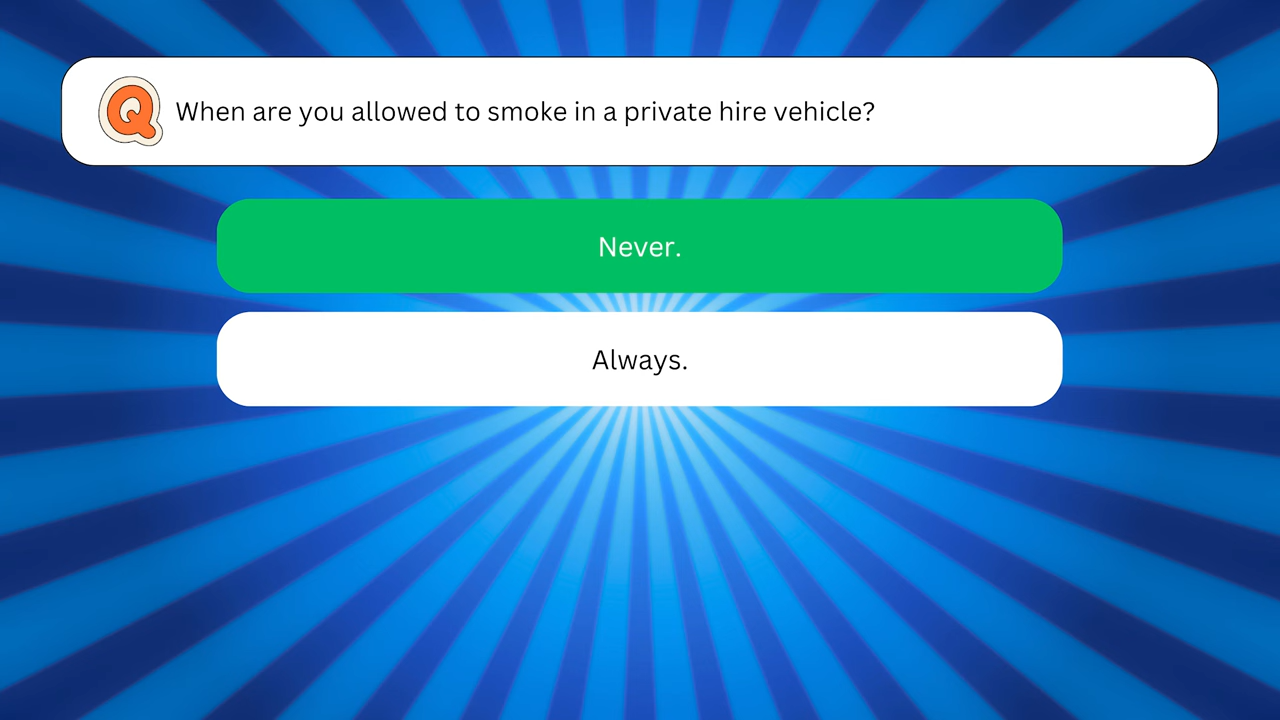 Q When are you allowed to smoke in a private hire vehicle?
Never.
Always.